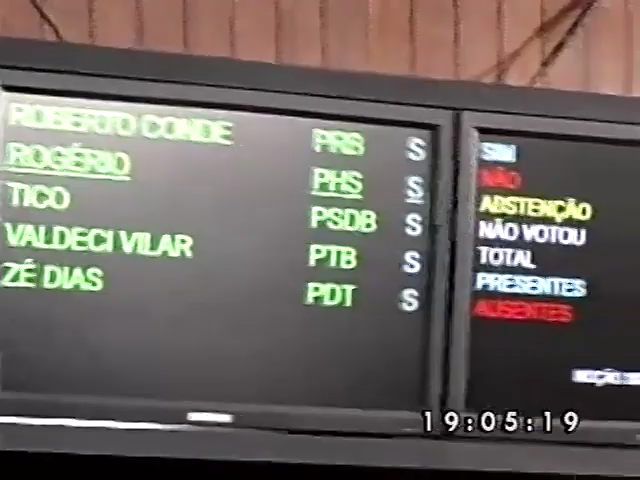 ROBERTO CONDE PRB S
ROGÉRIO PHS S
TICO PSDB S
VALDECI VILAR PTB S
ZÉ DIAS PDT S
SIM
NÃO
ABSTENÇÃO
NÃO VOTOU
TOTAL
PRESENTES
AUSENTES
19:05:19